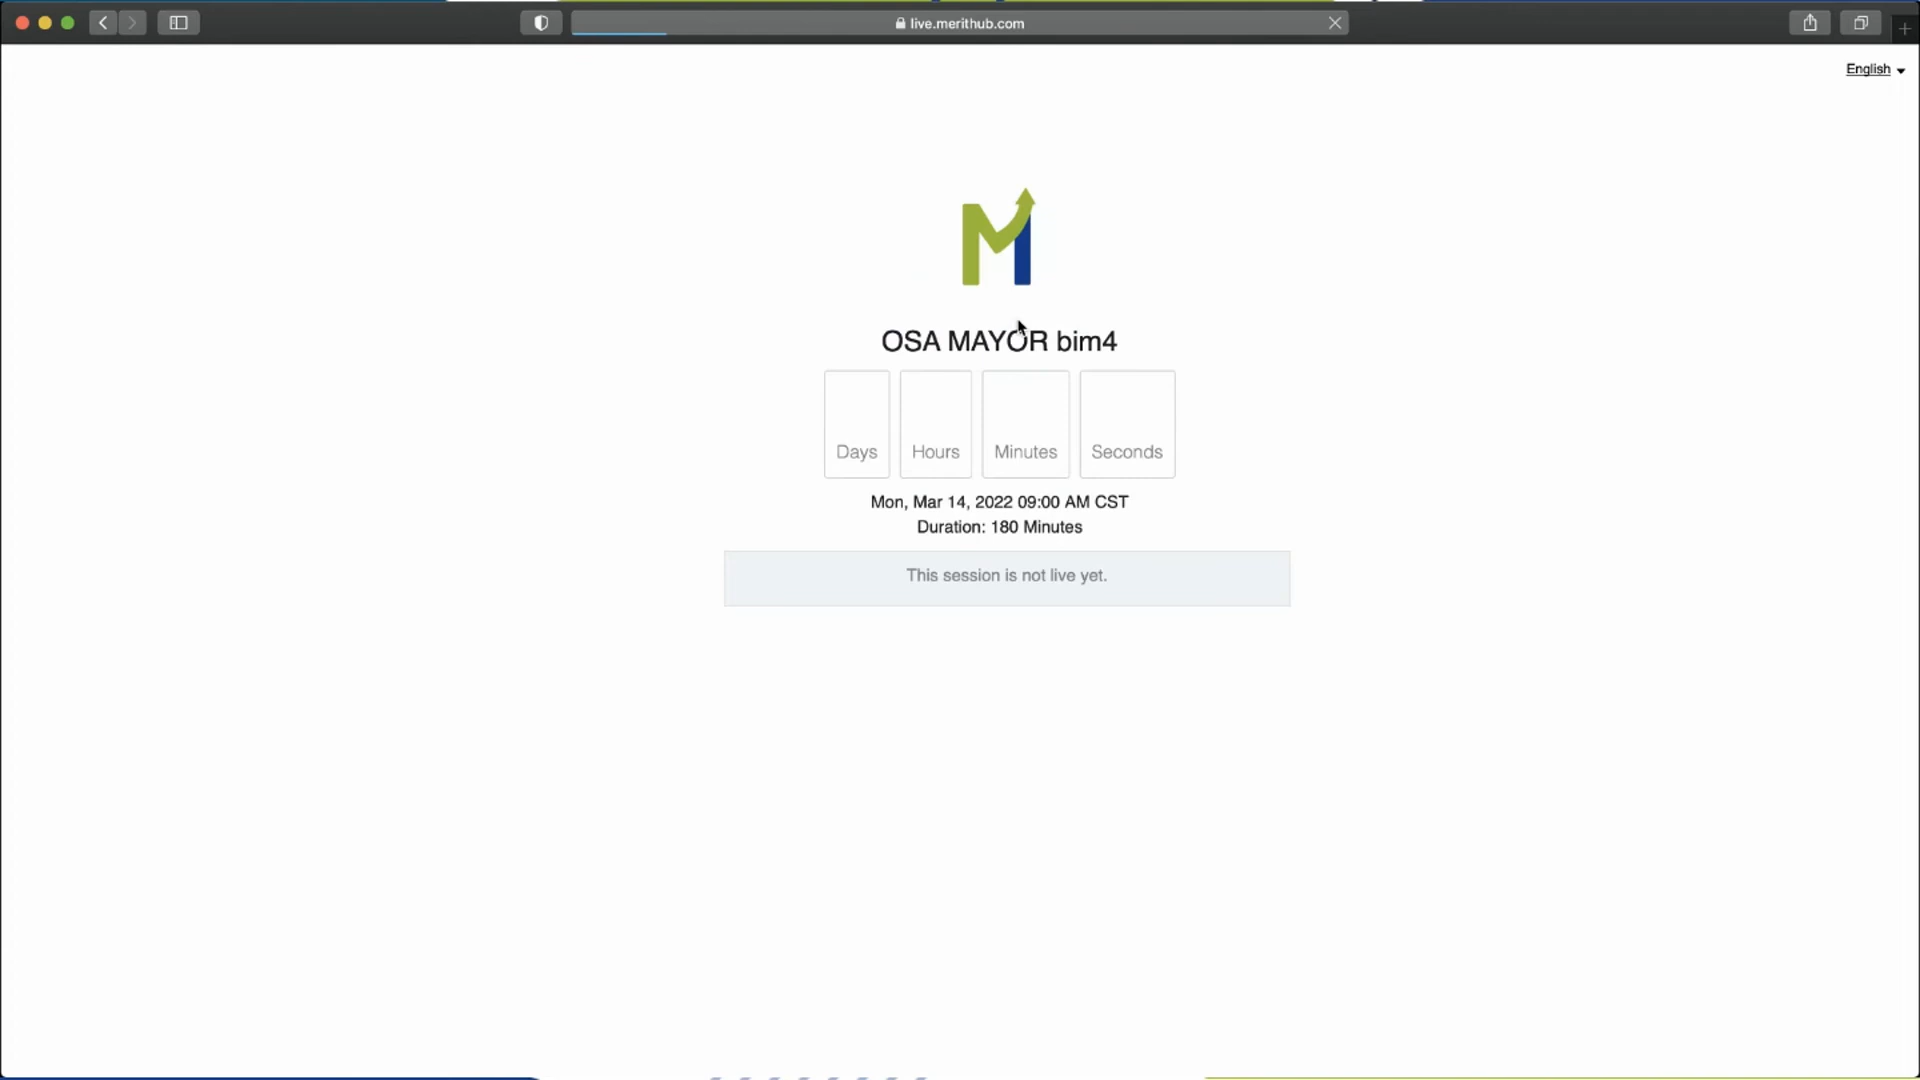 live.merithub.com
English
OSA MAYOR bim4
Days Hours Minutes Seconds
Mon, Mar 14, 2022 09:00 AM CST
Duration: 180 Minutes
This session is not live yet.